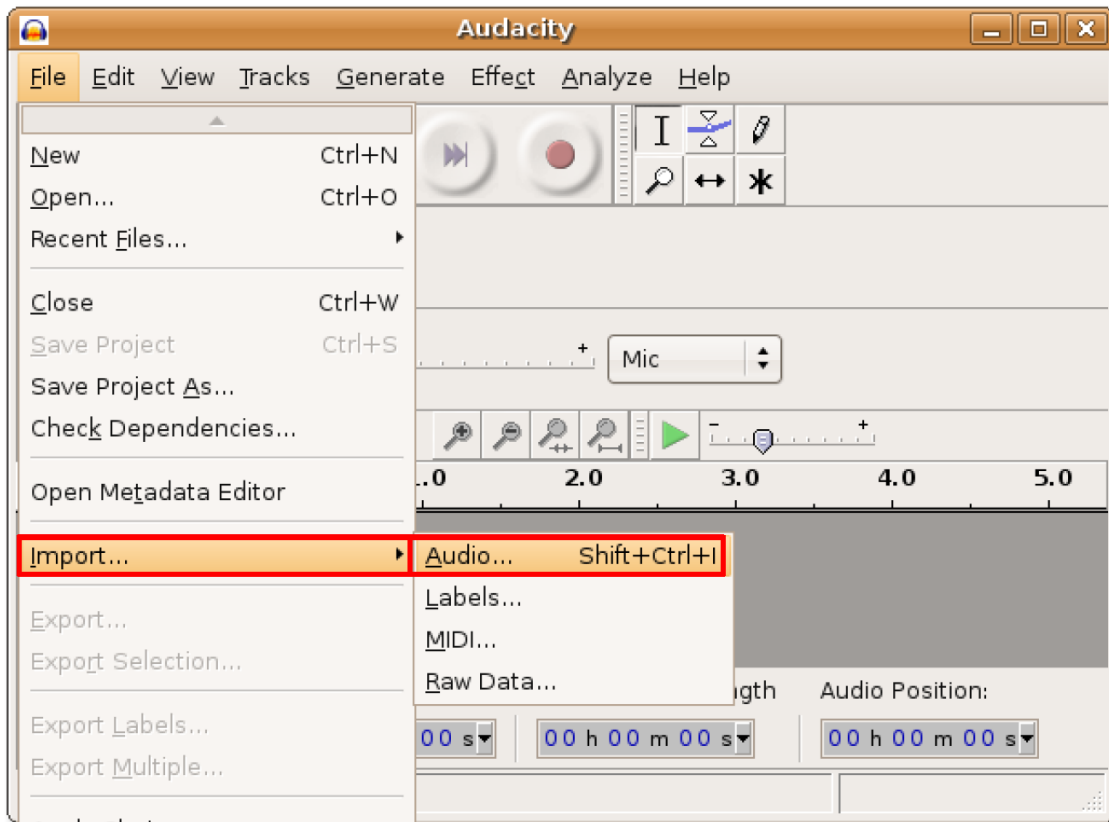 Audacity
File Edit View Tracks Generate Effect Analyze Help
New Ctrl+N
Open... Ctrl+O
Recent Files...
Close Ctrl+W
Save Project Ctrl+S
Save Project As...
Mic
Check Dependencies...
.0 2.0 3.0 4.0 5.0
Open Metadata Editor
Import... Audio... Shift+Ctrl+I
Labels...
Export... MIDI...
Export Selection... Raw Data...
gth Audio Position:
Export Labels...
00 s 00 h 00 m 00 s 00 h 00 m 00 s
Export Multiple...